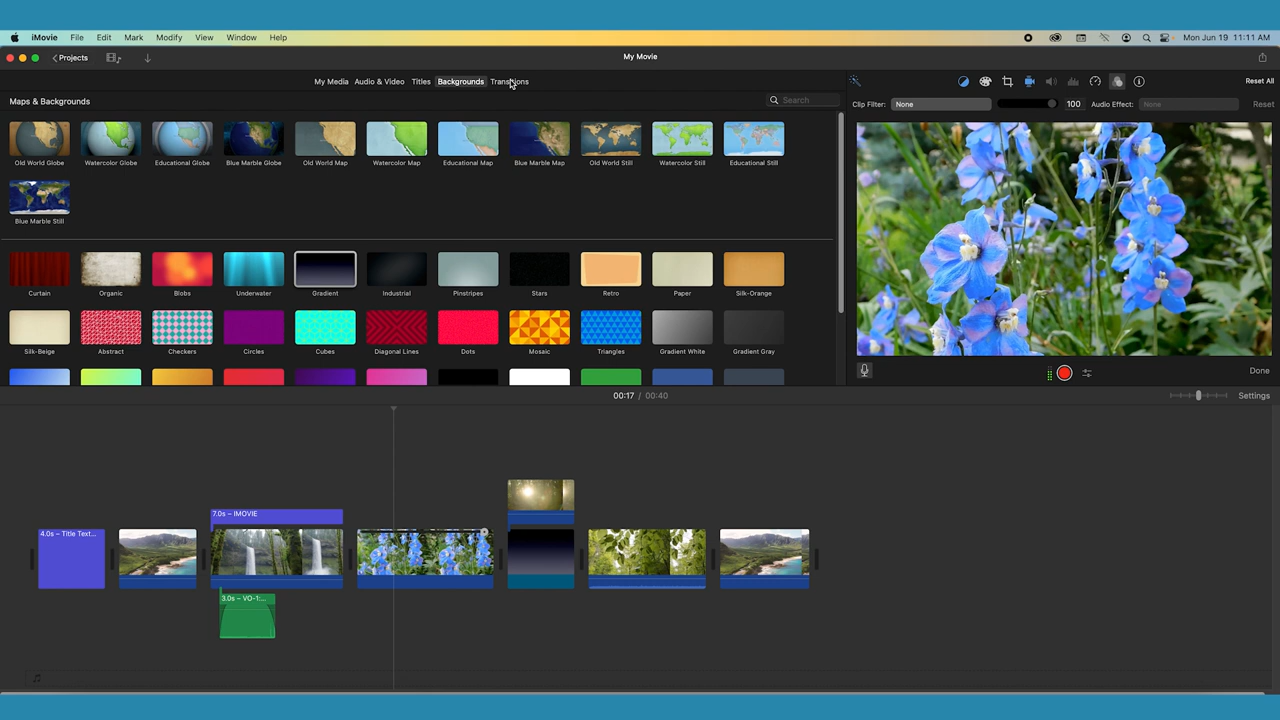 iMovie File Edit Mark Modify View Window Help Mon Jun 19 11:11 AM
Projects My Movie
My Media Audio & Video Titles Backgrounds Transitions Reset All
Maps & Backgrounds Search Clip Filter: None 100 Audio Effect: None Reset
Old World Globe Watercolor Globe Educational Globe Blue Marble Globe Old World Map Watercolor Map Educational Map Blue Marble Map Old World Still Watercolor Still Educational Still
Blue Marble Still
Curtain Organic Blobs Underwater Gradient Industrial Pinstripes Stars Retro Paper Silk-Orange
Silk-Beige Abstract Checkers Circles Cubes Diagonal Lines Dots Mosaic Triangles Gradient White Gradient Gray
Done
00:17 / 00:40 Settings
7.0s – IMOVIE
4.0s – Title Text...
3.0s – VO-1:...